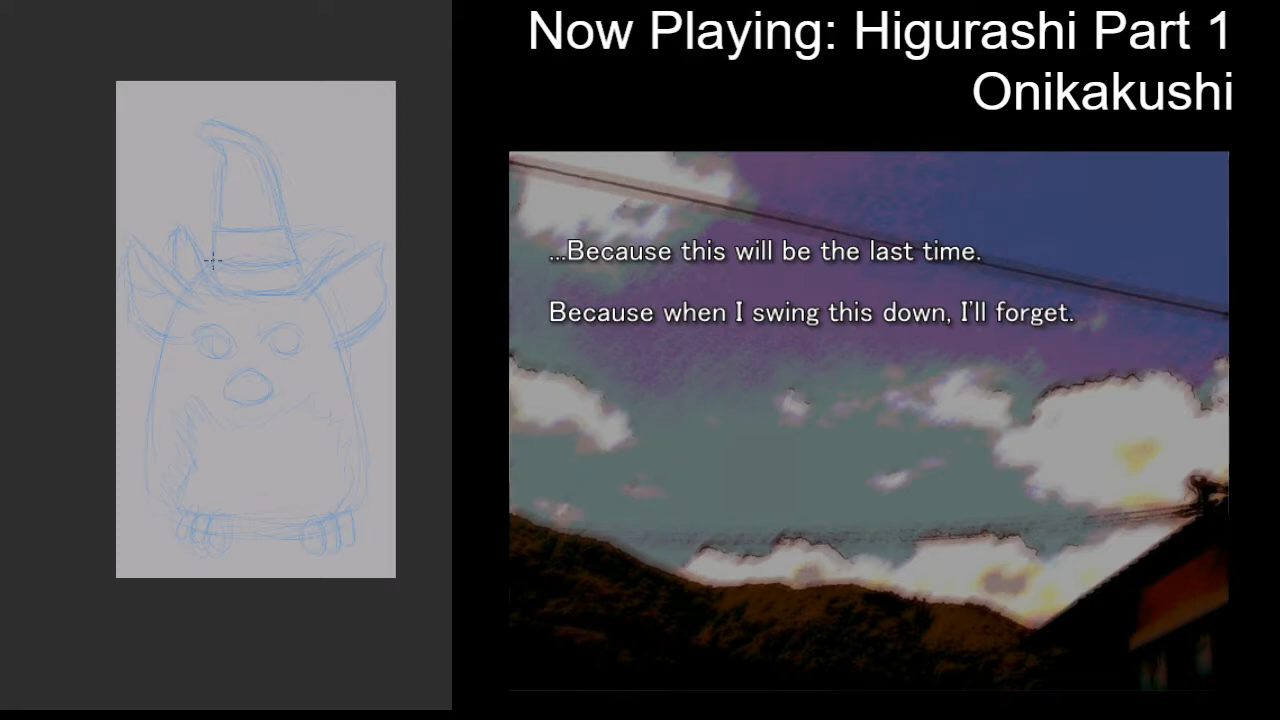 Now Playing: Higurashi Part 1
Onikakushi
...Because this will be the last time.
Because when I swing this down, I'll forget.